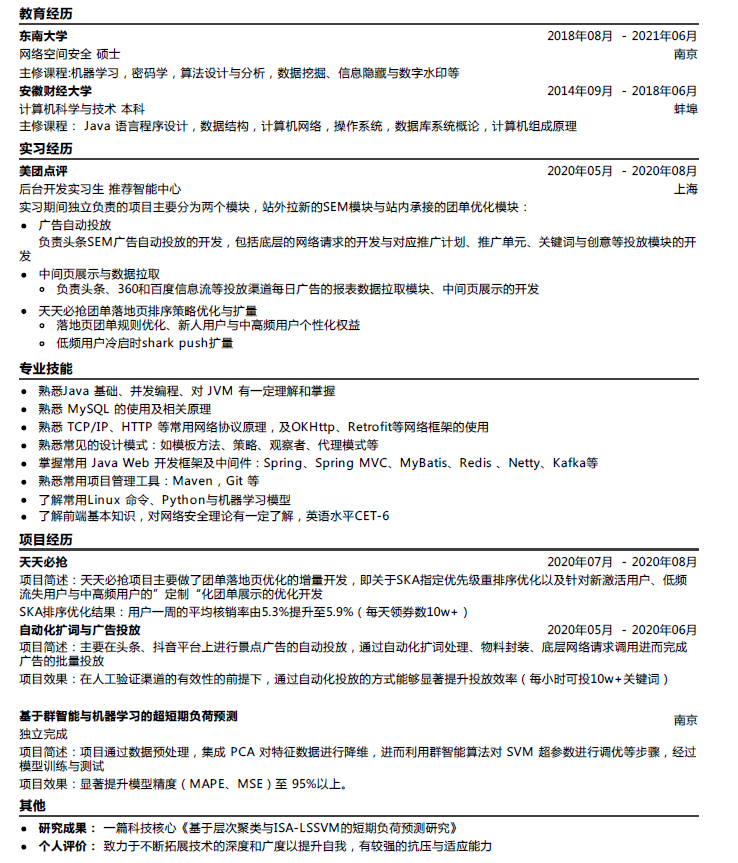 教育经历
东南大学 2018年08月 - 2021年06月
网络空间安全 硕士 南京
主修课程:机器学习，密码学，算法设计与分析，数据挖掘、信息隐藏与数字水印等
安徽财经大学 2014年09月 - 2018年06月
计算机科学与技术 本科 蚌埠
主修课程： Java 语言程序设计，数据结构，计算机网络，操作系统，数据库系统概论，计算机组成原理
实习经历
美团点评 2020年05月 - 2020年08月
后台开发实习生 推荐智能中心 上海
实习期间独立负责的项目主要分为两个模块，站外拉新的SEM模块与站内承接的团单优化模块：
● 广告自动投放
负责头条SEM广告自动投放的开发，包括底层的网络请求的开发与对应推广计划、推广单元、关键词与创意等投放模块的开
发
● 中间页展示与数据拉取
○ 负责头条、360和百度信息流等投放渠道每日广告的报表数据拉取模块、中间页展示的开发
● 天天必抢团单落地页排序策略优化与扩量
○ 落地页团单规则优化、新人用户与中高频用户个性化权益
○ 低频用户冷启时shark push扩量
专业技能
● 熟悉Java 基础、并发编程、对 JVM 有一定理解和掌握
● 熟悉 MySQL 的使用及相关原理
● 熟悉 TCP/IP、HTTP 等常用网络协议原理，及OKHttp、Retrofit等网络框架的使用
● 熟悉常见的设计模式：如模板方法、策略、观察者、代理模式等
● 掌握常用 Java Web 开发框架及中间件：Spring、Spring MVC、MyBatis、Redis 、Netty、Kafka等
● 熟悉常用项目管理工具：Maven，Git 等
● 了解常用Linux 命令、Python与机器学习模型
● 了解前端基本知识，对网络安全理论有一定了解，英语水平CET-6
项目经历
天天必抢 2020年07月 - 2020年08月
项目简述：天天必抢项目主要做了团单落地页优化的增量开发，即关于SKA指定优先级重排序优化以及针对新激活用户、低频
流失用户与中高频用户的”定制“化团单展示的优化开发
SKA排序优化结果：用户一周的平均核销率由5.3%提升至5.9%（每天领券数10w+）
自动化扩词与广告投放 2020年05月 - 2020年06月
项目简述：主要在头条、抖音平台上进行景点广告的自动投放，通过自动化扩词处理、物料封装、底层网络请求调用进而完成
广告的批量投放
项目效果：在人工验证渠道的有效性的前提下，通过自动化投放的方式能够显著提升投放效率（每小时可投10w+关键词）
基于群智能与机器学习的超短期负荷预测 南京
独立完成
项目简述：项目通过数据预处理，集成 PCA 对特征数据进行降维，进而利用群智能算法对 SVM 超参数进行调优等步骤，经过
模型训练与测试
项目效果：显著提升模型精度（MAPE、MSE）至 95%以上。
其他
● 研究成果： 一篇科技核心《基于层次聚类与ISA-LSSVM的短期负荷预测研究》
● 个人评价： 致力于不断拓展技术的深度和广度以提升自我，有较强的抗压与适应能力